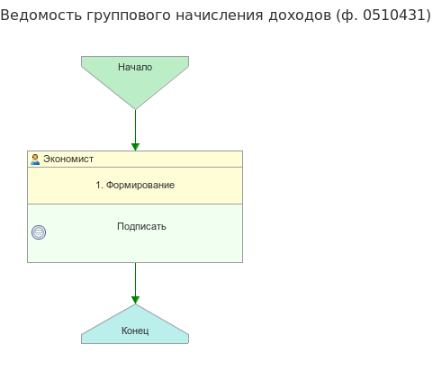 Ведомость группового начисления доходов (ф. 0510431)
Начало
Экономист
1. Формирование
Подписать
Конец